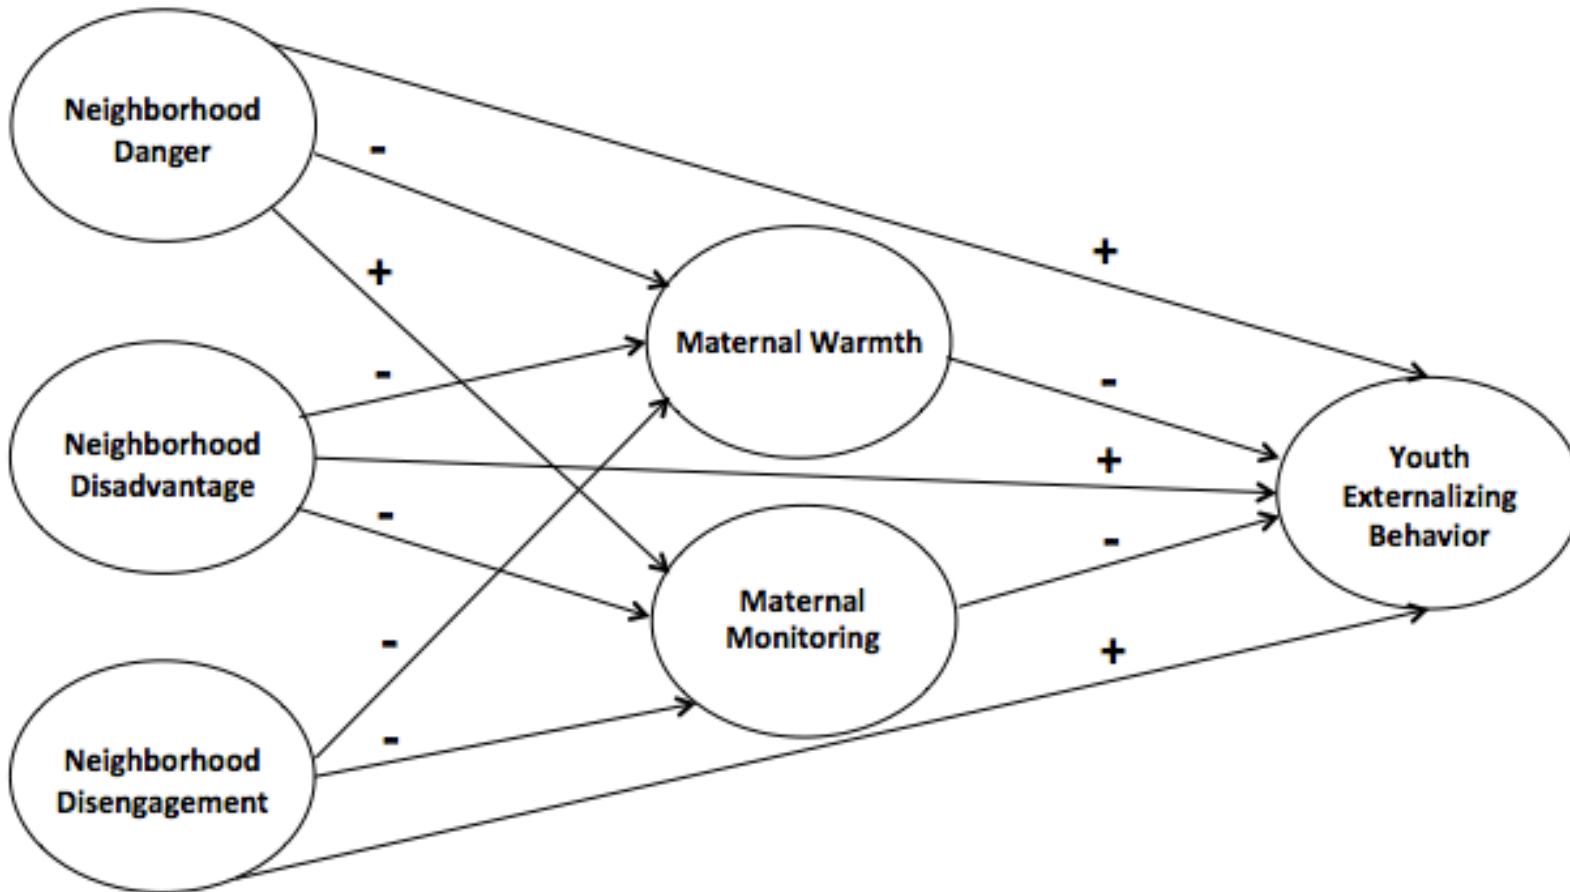 Neighborhood
Danger
-
+
+
Maternal Warmth
-
-
Neighborhood
Disadvantage
+
Youth
Externalizing
Behavior
-
-
Maternal
Monitoring
-
+
Neighborhood
Disengagement
-